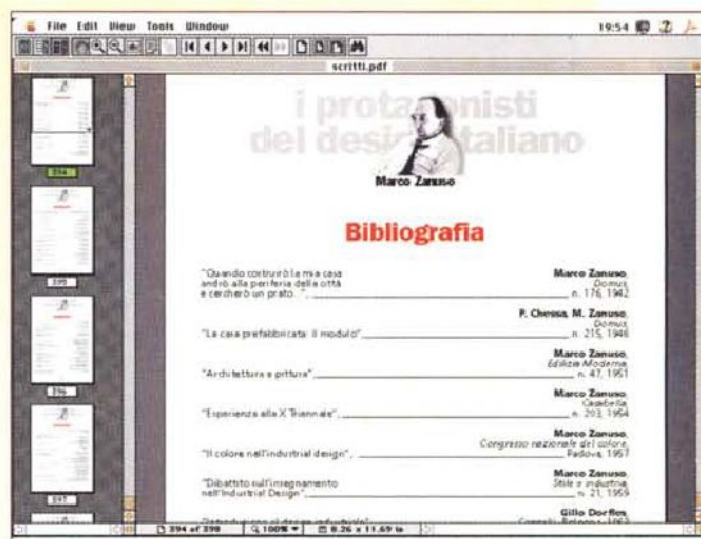 File Edit View Tools Window 19:54
scritti.pdf
i protagonisti
del design italiano
Marco Zanuso
Bibliografia
"Quando costruirò la mia casa
andrò alla periferia della città
e cercherò un prato..."
Marco Zanuso,
Domus,
n. 176, 1942
"La casa prefabbricata: il modulo"
P. Chessa, M. Zanuso,
Domus,
n. 215, 1946
"Architettura e pittura"
Marco Zanuso,
Edilizia Moderna,
n. 47, 1951
"Esperienza alla X Triennale"
Marco Zanuso,
Casabella,
n. 203, 1954
"Il colore nell'industrial design"
Marco Zanuso,
Congresso nazionale del colore,
Padova, 1957
"Dibattito sull'insegnamento
nell'Industrial Design"
Marco Zanuso,
Stile e industria,
n. 21, 1959
Gillo Dorfles,
394
395
396
397
394 of 398 100% 8.26 x 11.69 in